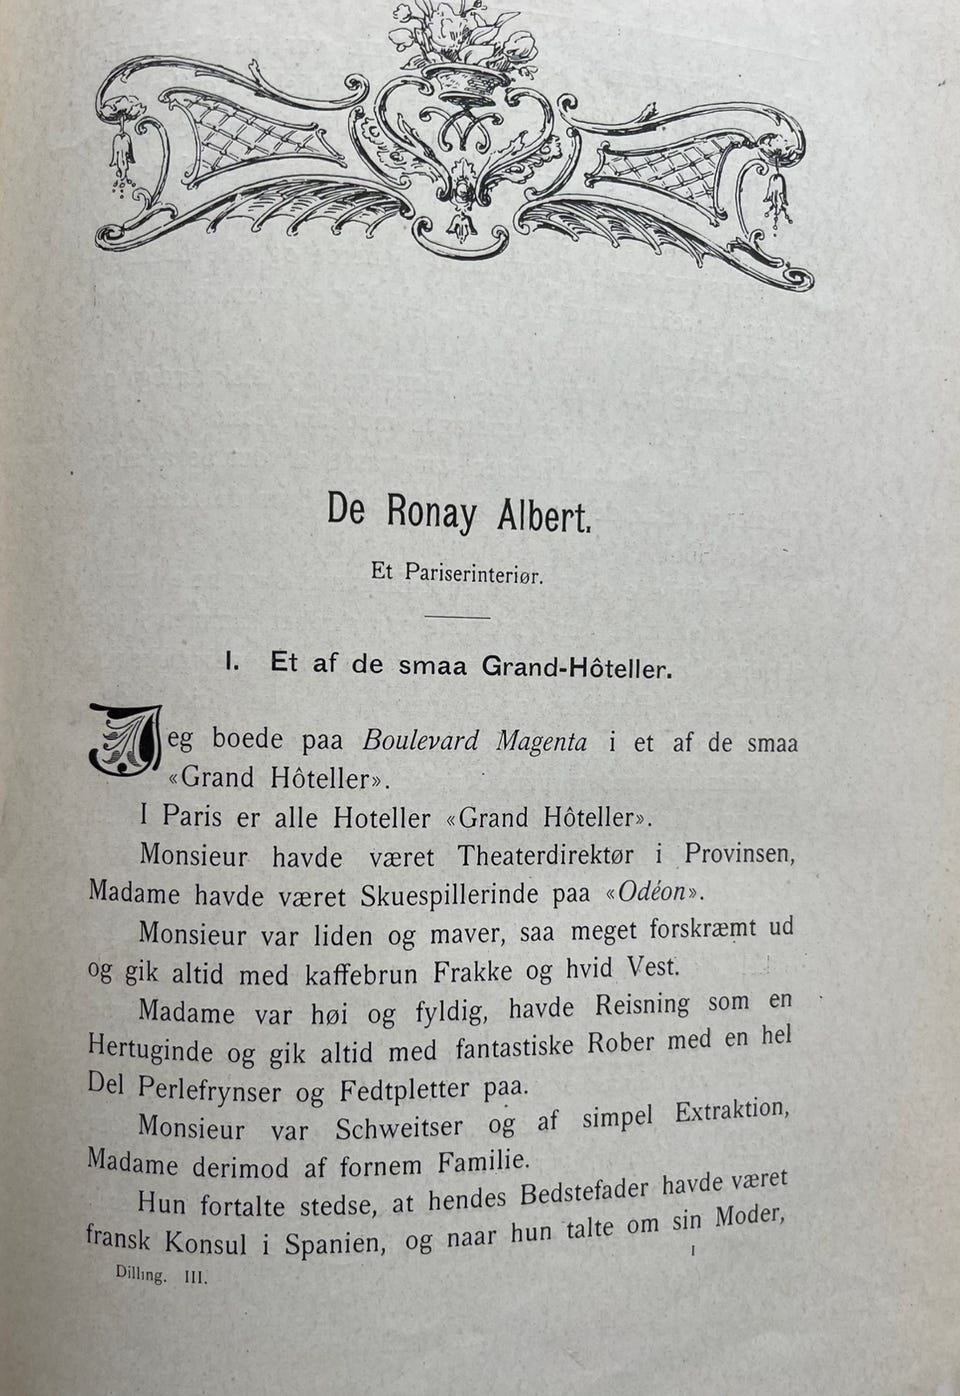 De Ronay Albert.
Et Pariserinteriør.
I. Et af de smaa Grand-Hôteller.
Jeg boede paa Boulevard Magenta i et af de smaa
«Grand Hôteller».
I Paris er alle Hoteller «Grand Hôteller».
Monsieur havde været Theaterdirektør i Provinsen,
Madame havde været Skuespillerinde paa «Odéon».
Monsieur var liden og maver, saa meget forskræmt ud
og gik altid med kaffebrun Frakke og hvid Vest.
Madame var høi og fyldig, havde Reisning som en
Hertuginde og gik altid med fantastiske Rober med en hel
Del Perlefrynser og Fedtpletter paa.
Monsieur var Schweitser og af simpel Extraktion,
Madame derimod af fornem Familie.
Hun fortalte stedse, at hendes Bedstefader havde været
fransk Konsul i Spanien, og naar hun talte om sin Moder,
Dilling. III.
1